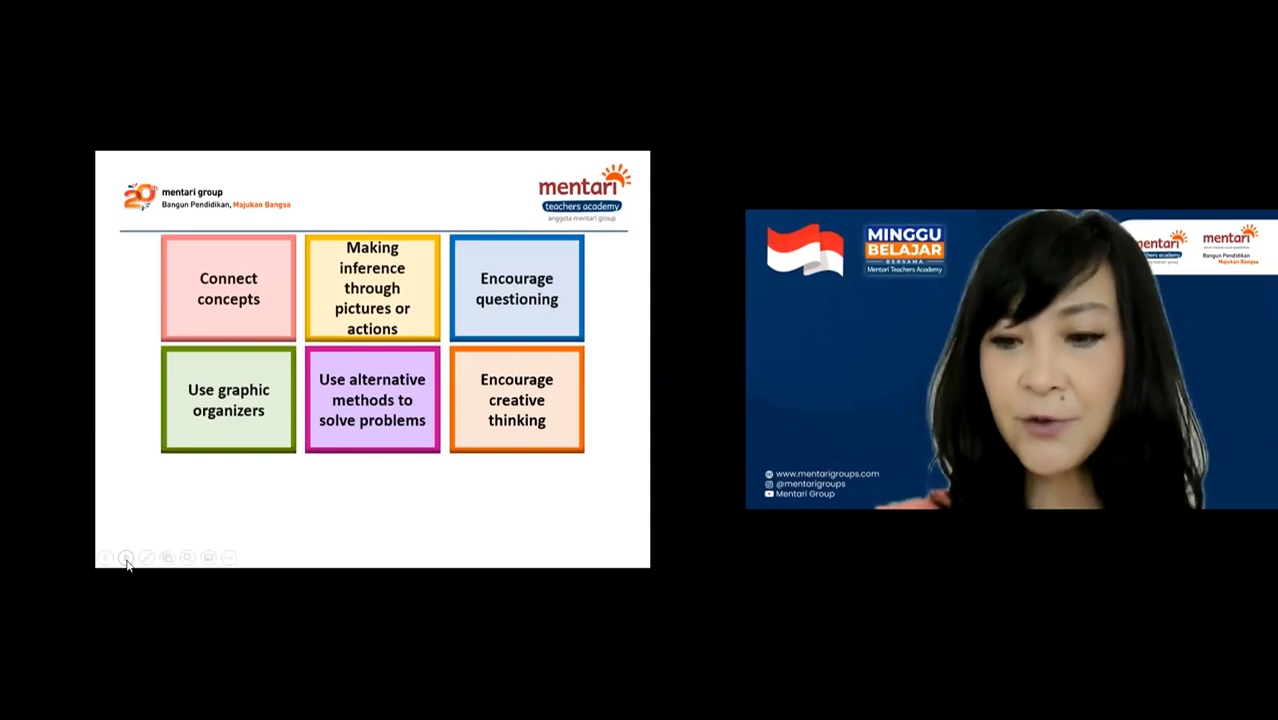 20
mentari group
Bangun Pendidikan, Majukan Bangsa
mentari
teachers academy
anggota mentari group
Connect
concepts
Making
inference
through
pictures or
actions
Encourage
questioning
Use graphic
organizers
Use alternative
methods to
solve problems
Encourage
creative
thinking
MINGGU
BELAJAR
BERSAMA
Mentari Teachers Academy
mentari
Bangun Pendidikan,
Majukan Bangsa
www.mentarigroups.com
@mentarigroups
Mentari Group